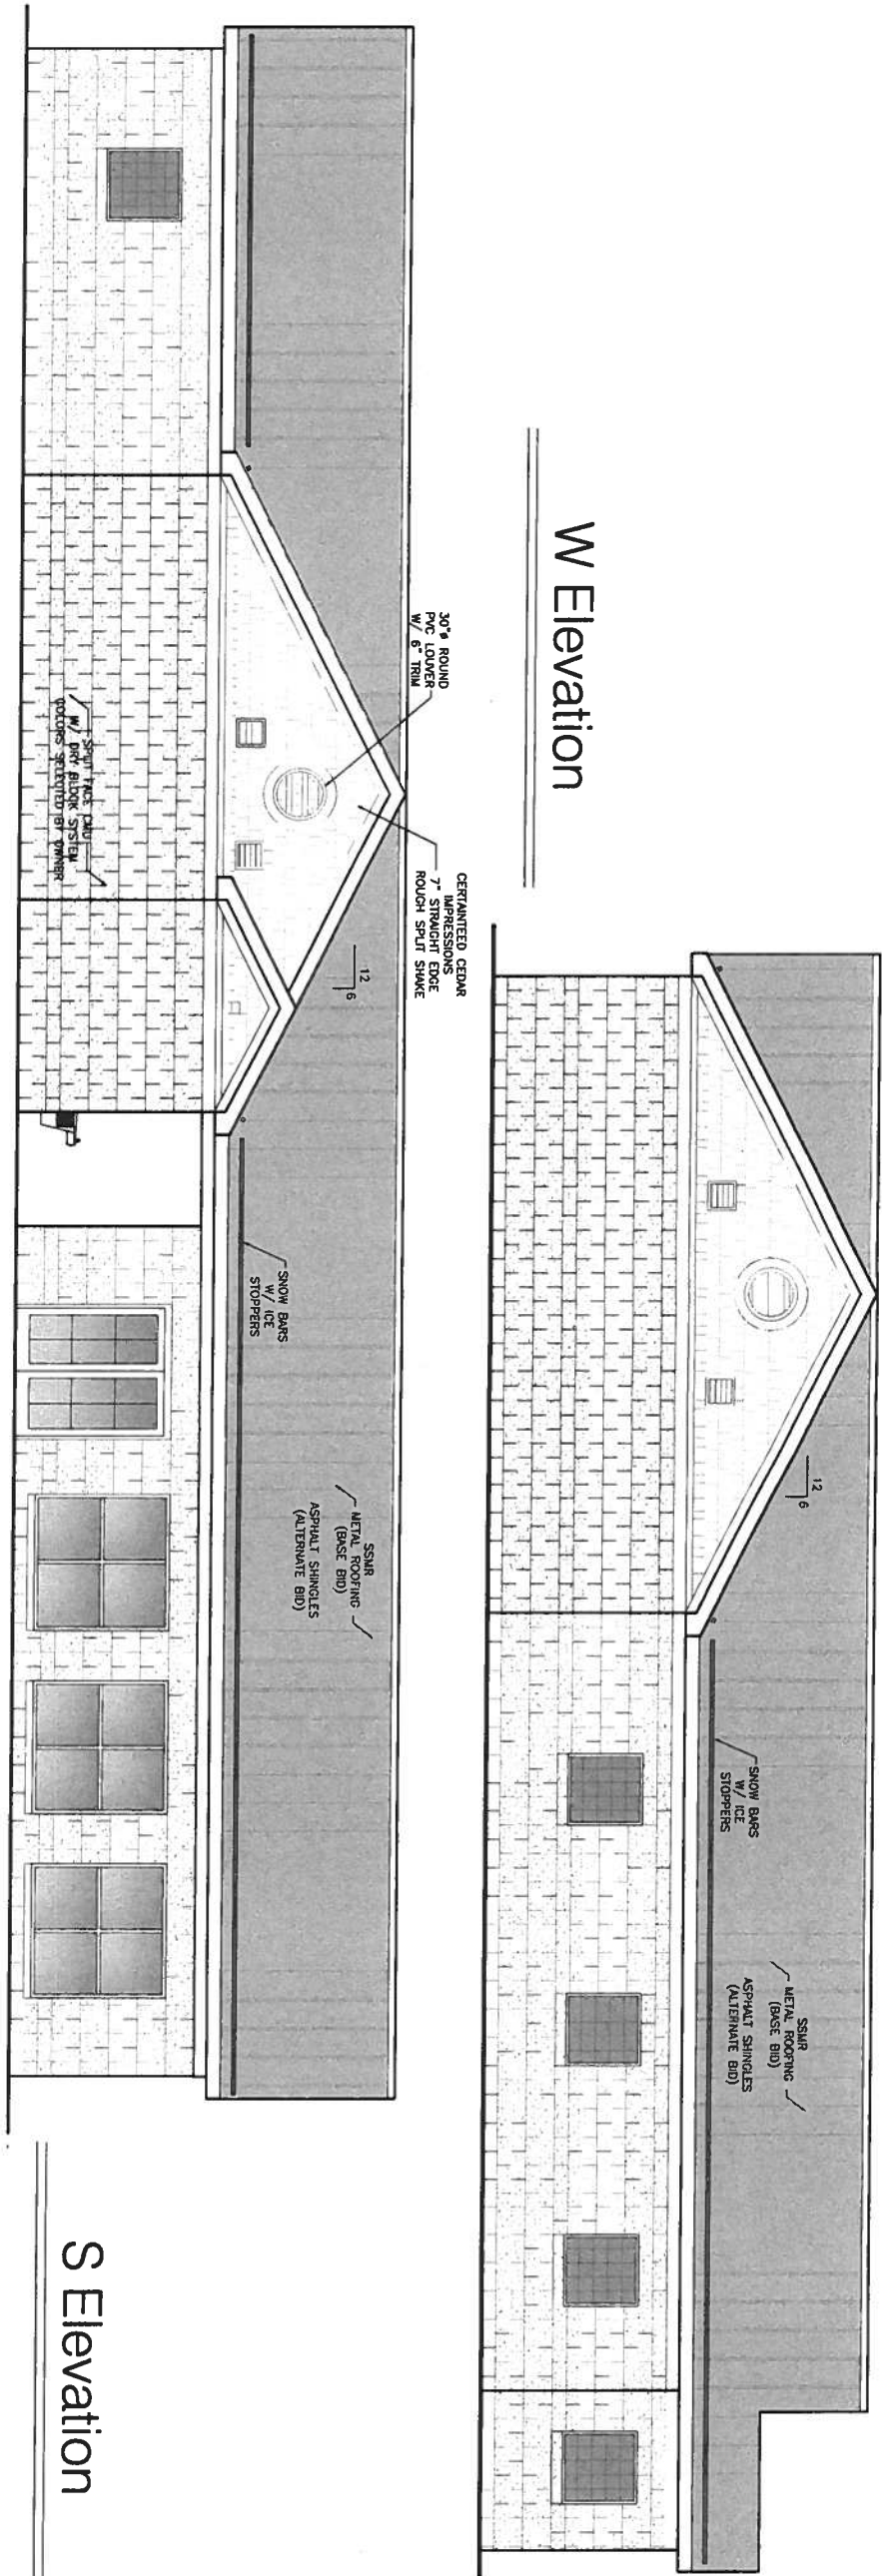 W Elevation
12
6
SNOW BARS
W/ ICE
STOPPERS
SSMR
METAL ROOFING
(BASE BID)
ASPHALT SHINGLES
(ALTERNATE BID)
30"ø ROUND
PVC LOUVER
W/ 6" TRIM
CERTAINTEED CEDAR
IMPRESSIONS
7" STRAIGHT EDGE
ROUGH SPLIT SHAKE
12
6
SPLIT FACE CMU
W/ DRY BLOCK SYSTEM
COLORS SELECTED BY OWNER
SNOW BARS
W/ ICE
STOPPERS
SSMR
METAL ROOFING
(BASE BID)
ASPHALT SHINGLES
(ALTERNATE BID)
S Elevation